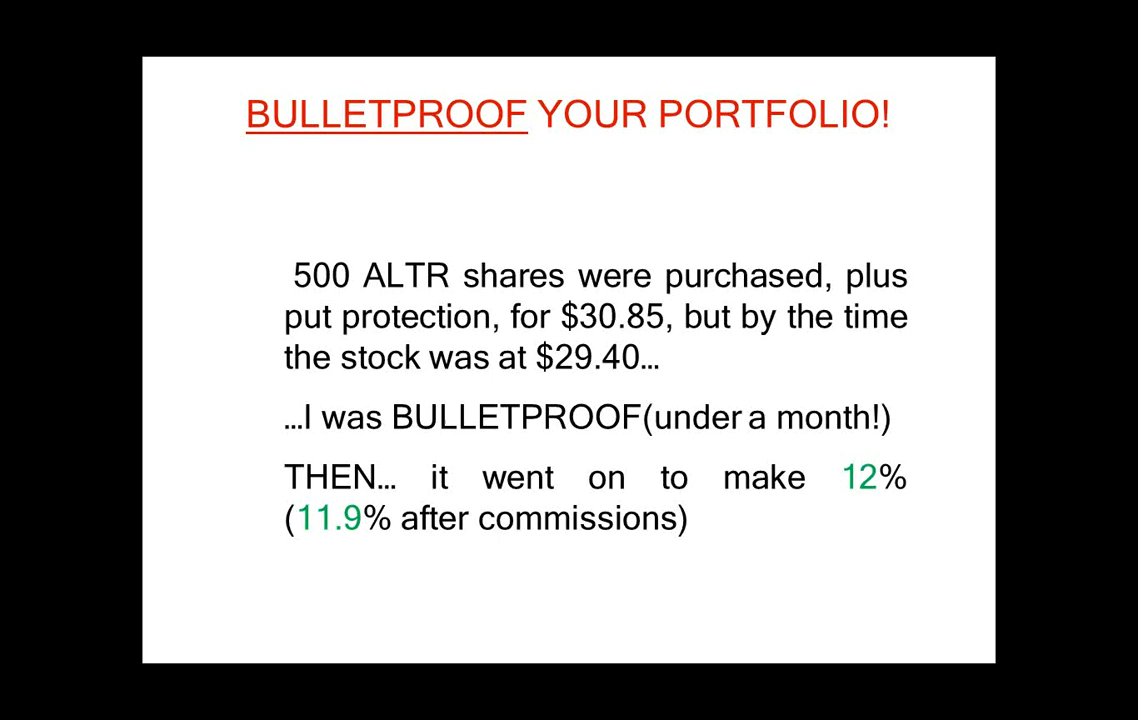 BULLETPROOF YOUR PORTFOLIO!
500 ALTR shares were purchased, plus
put protection, for $30.85, but by the time
the stock was at $29.40…
…I was BULLETPROOF(under a month!)
THEN… it went on to make 12%
(11.9% after commissions)